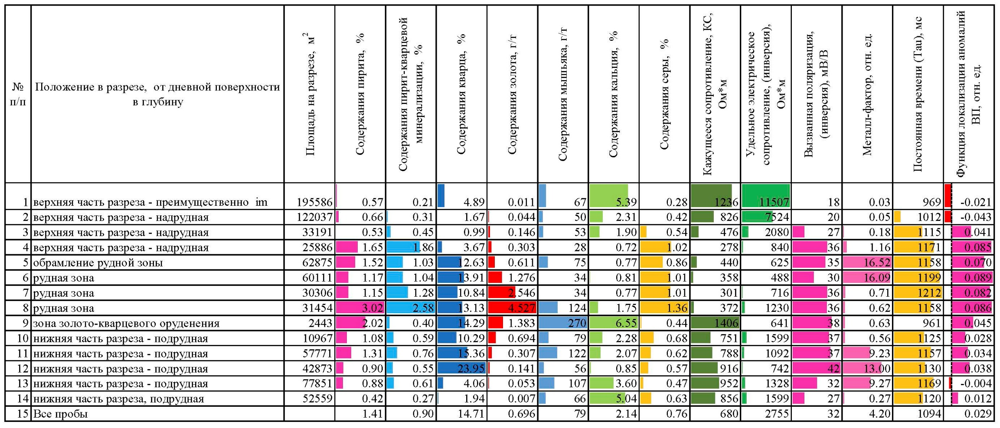 № п/п | Положение в разрезе, от дневной поверхности в глубину | Площадь на разрезе, м² | Содержания пирита, % | Содержания пирит-кварцевой минерализации, % | Содержания кварца, % | Содержания золота, г/т | Содержания мышьяка, г/т | Содержания кальция, % | Содержания серы, % | Кажущееся сопротивление, КС, Ом*м | Удельное электрическое сопротивление, (инверсия), Ом*м | Вызванная поляризация, (инверсия), мВ/В | Металл-фактор, отн. ед. | Постоянная времени (Tau), мс | Функция локализации аномалий ВП, отн. ед.
1 верхняя часть разреза - преимущественно im 195586 0.57 0.21 4.89 0.011 67 5.39 0.28 1236 11507 18 0.03 969 -0.021
2 верхняя часть разреза - надрудная 122037 0.66 0.31 1.67 0.044 50 2.31 0.42 826 7524 20 0.05 1012 -0.043
3 верхняя часть разреза - надрудная 33191 0.53 0.45 0.99 0.146 53 1.90 0.54 476 2080 27 0.18 1115 0.041
4 верхняя часть разреза - надрудная 25886 1.65 1.86 3.67 0.303 28 0.72 1.02 278 840 36 1.16 1171 0.085
5 обрамление рудной зоны 62875 1.52 1.03 12.63 0.611 75 0.77 0.86 440 625 35 16.52 1158 0.070
6 рудная зона 60111 1.17 1.04 13.91 1.276 34 0.81 1.01 358 488 30 16.09 1199 0.089
7 рудная зона 30306 1.15 1.28 10.84 2.546 34 0.77 1.01 301 716 36 0.71 1212 0.082
8 рудная зона 31454 3.02 2.58 13.13 4.527 124 1.75 1.36 372 1230 36 0.62 1158 0.086
9 зона золото-кварцевого оруденения 2443 2.02 0.40 14.29 1.383 270 6.55 0.44 1406 641 38 0.63 961 0.045
10 нижняя часть разреза - подрудная 10967 1.08 0.59 10.29 0.694 79 2.28 0.68 751 1599 37 0.56 1125 0.028
11 нижняя часть разреза - подрудная 57771 1.31 0.76 15.36 0.307 122 2.07 0.62 788 1092 37 9.23 1157 0.034
12 нижняя часть разреза - подрудная 42873 0.90 0.55 23.95 0.141 56 0.85 0.57 916 742 42 13.00 1130 0.038
13 нижняя часть разреза - подрудная 77851 0.88 0.61 4.06 0.053 107 3.60 0.47 952 1328 32 9.27 1169 -0.004
14 нижняя часть разреза, подрудная 52559 0.42 0.27 1.94 0.007 66 5.04 0.63 856 1599 27 0.27 1120 0.012
15 Все пробы 1.41 0.90 14.71 0.696 79 2.14 0.76 680 2755 32 4.20 1094 0.029